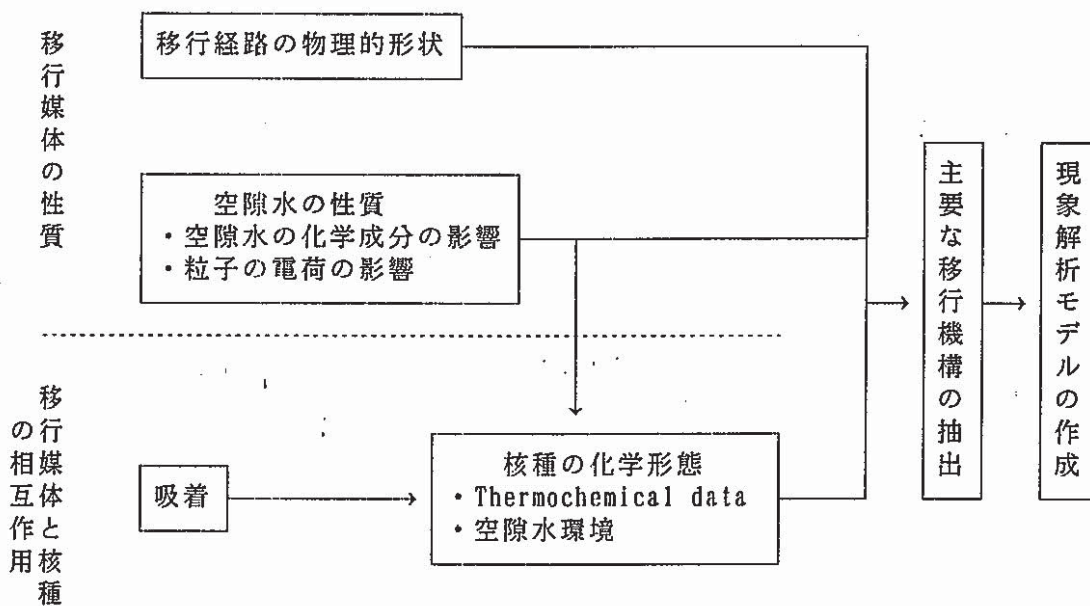 移行媒体の性質
移行経路の物理的形状
空隙水の性質
・空隙水の化学成分の影響
・粒子の電荷の影響
移行媒体と核種
の相互作用
吸着
核種の化学形態
・Thermochemical data
・空隙水環境
主要な移行機構の抽出
現象解析モデルの作成